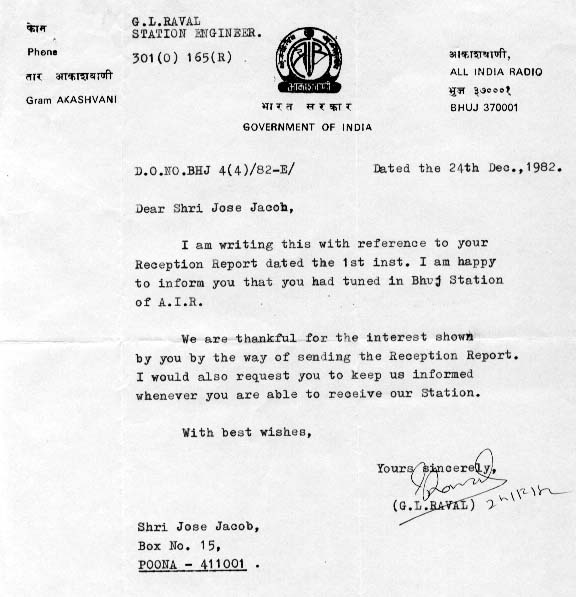 फोन
Phone
तार आकाशवाणी
Gram AKASHVANI
G.L.RAVAL
STATION ENGINEER.
301(O) 165(R)
आकाशवाणी
भारत सरकार
GOVERNMENT OF INDIA
आकाशवाणी,
ALL INDIA RADIO
भुज ३७०००१
BHUJ 370001
D.O.NO.BHJ 4(4)/82-E/
Dated the 24th Dec.,1982.
Dear Shri Jose Jacob,
I am writing this with reference to your
Reception Report dated the 1st inst. I am happy
to inform you that you had tuned in Bhuj Station
of A.I.R.
We are thankful for the interest shown
by you by the way of sending the Reception Report.
I would also request you to keep us informed
whenever you are able to receive our Station.
With best wishes,
Yours sincerely,
(G.L.RAVAL)
Shri Jose Jacob,
Box No. 15,
POONA - 411001 .